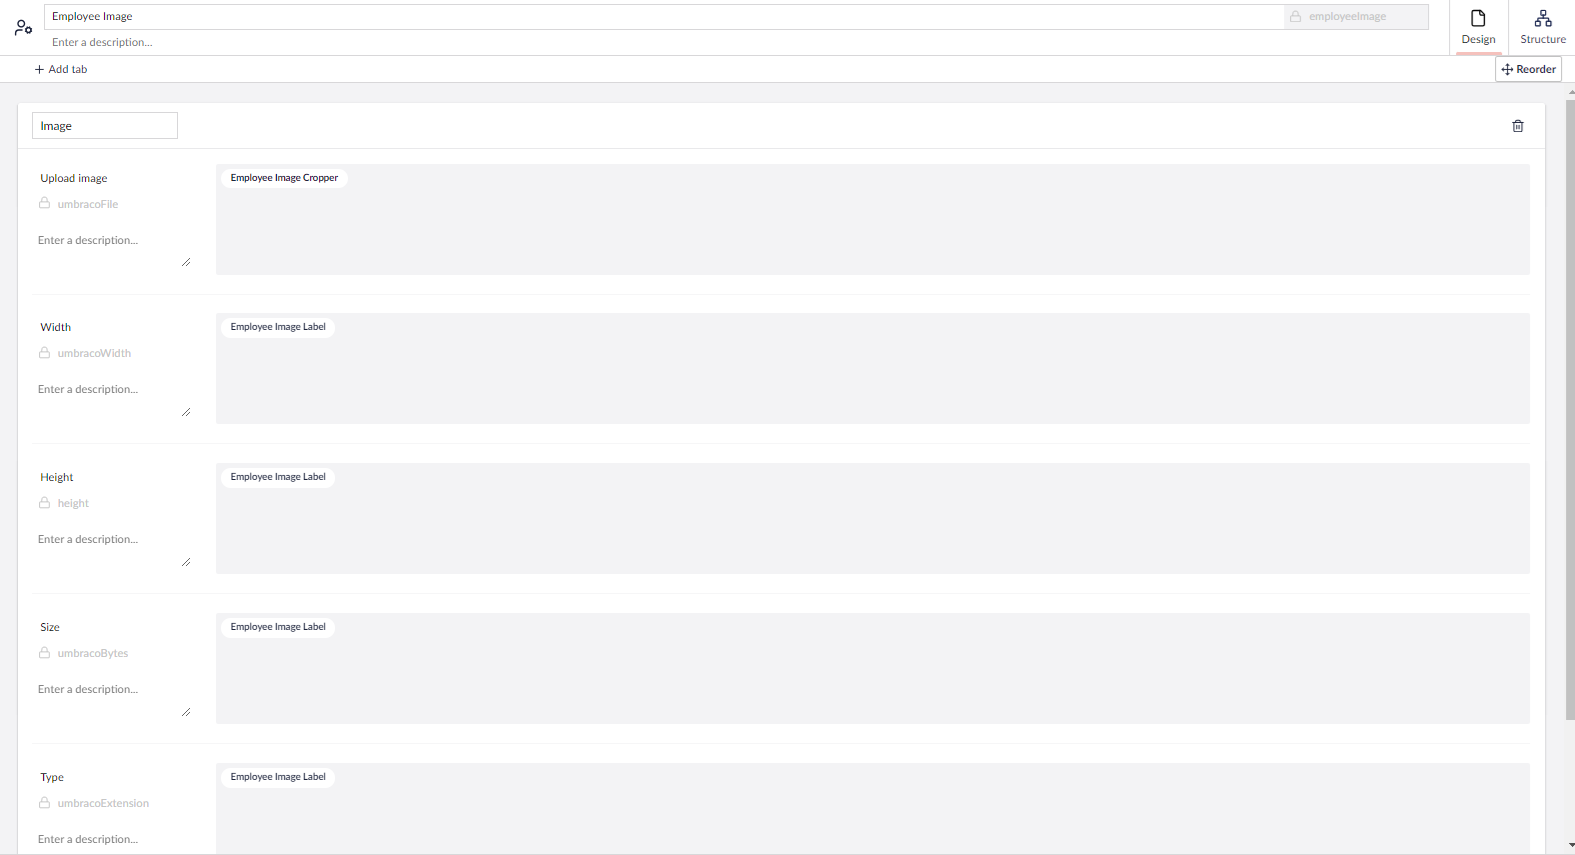 Employee Image
employeeImage
Enter a description...
Design
Structure
Add tab
Reorder
Image
Upload image
umbracoFile
Enter a description...
Employee Image Cropper
Width
umbracoWidth
Enter a description...
Employee Image Label
Height
height
Enter a description...
Employee Image Label
Size
umbracoBytes
Enter a description...
Employee Image Label
Type
umbracoExtension
Enter a description...
Employee Image Label